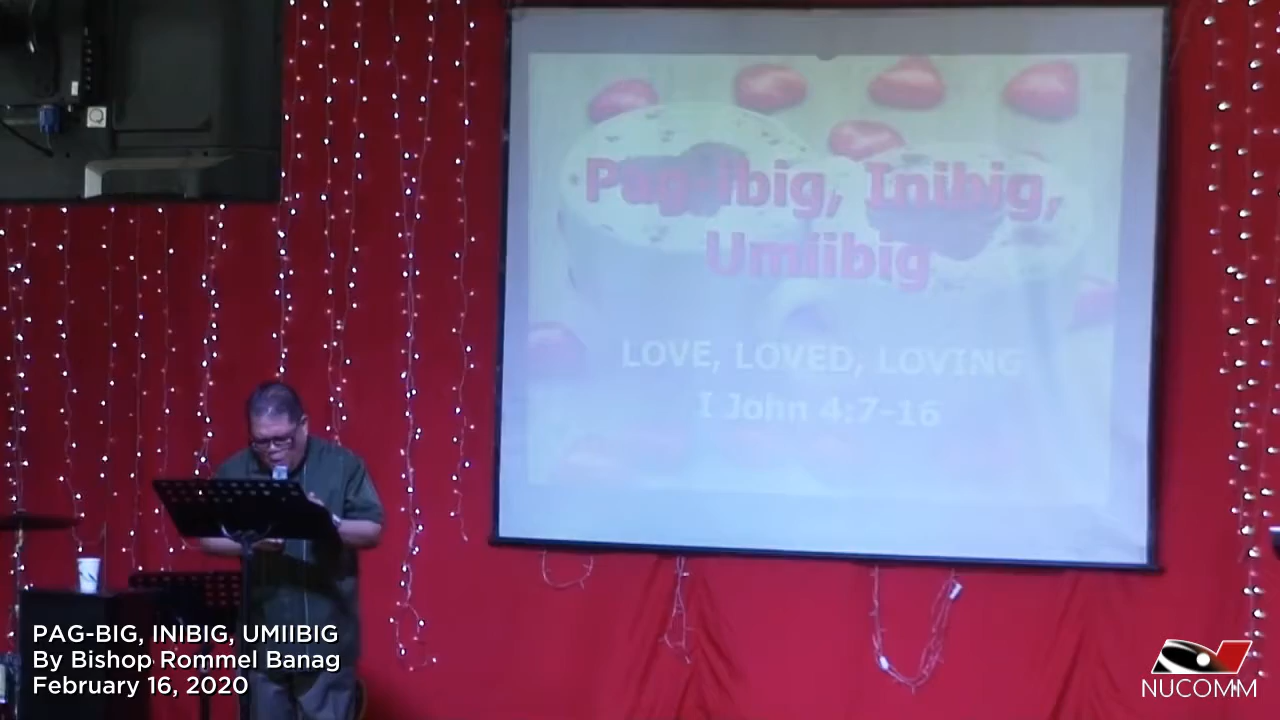 Pag-ibig, Inibig,
Umiibig
LOVE, LOVED, LOVING
I John 4:7-16
PAG-BIG, INIBIG, UMIIBIG
By Bishop Rommel Banag
February 16, 2020
NUCOMM